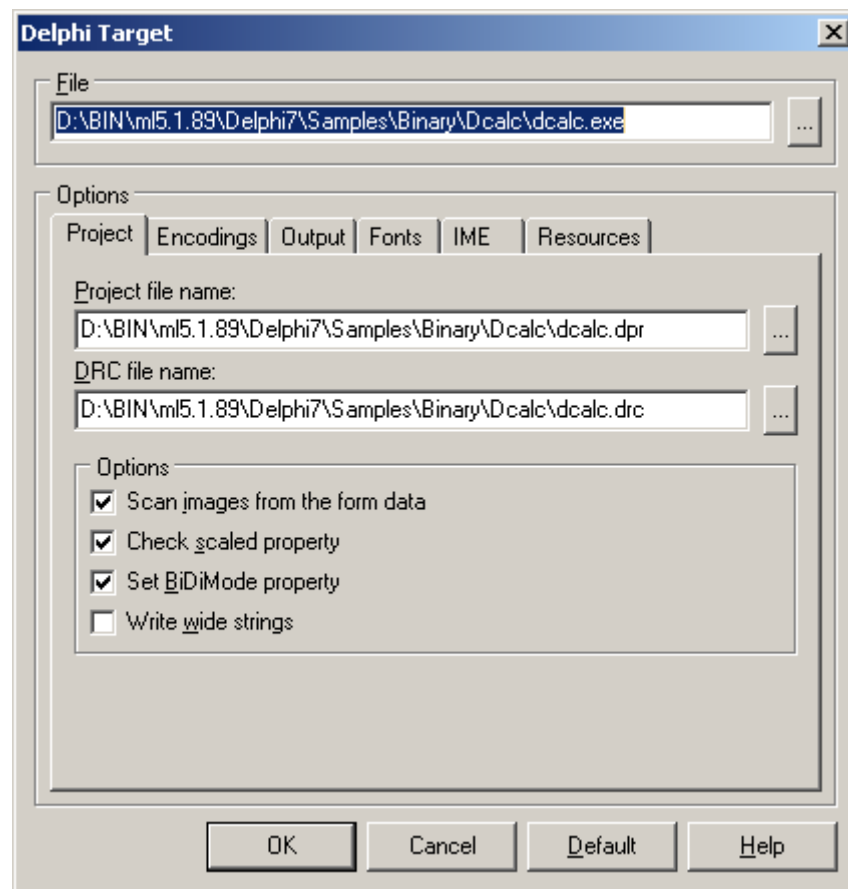 Delphi Target
File
D:\BIN\ml5.1.89\Delphi7\Samples\Binary\Dcalc\dcalc.exe
...
Options
Project Encodings Output Fonts IME Resources
Project file name:
D:\BIN\ml5.1.89\Delphi7\Samples\Binary\Dcalc\dcalc.dpr
...
DRC file name:
D:\BIN\ml5.1.89\Delphi7\Samples\Binary\Dcalc\dcalc.drc
...
Options
Scan images from the form data
Check scaled property
Set BiDiMode property
Write wide strings
OK Cancel Default Help